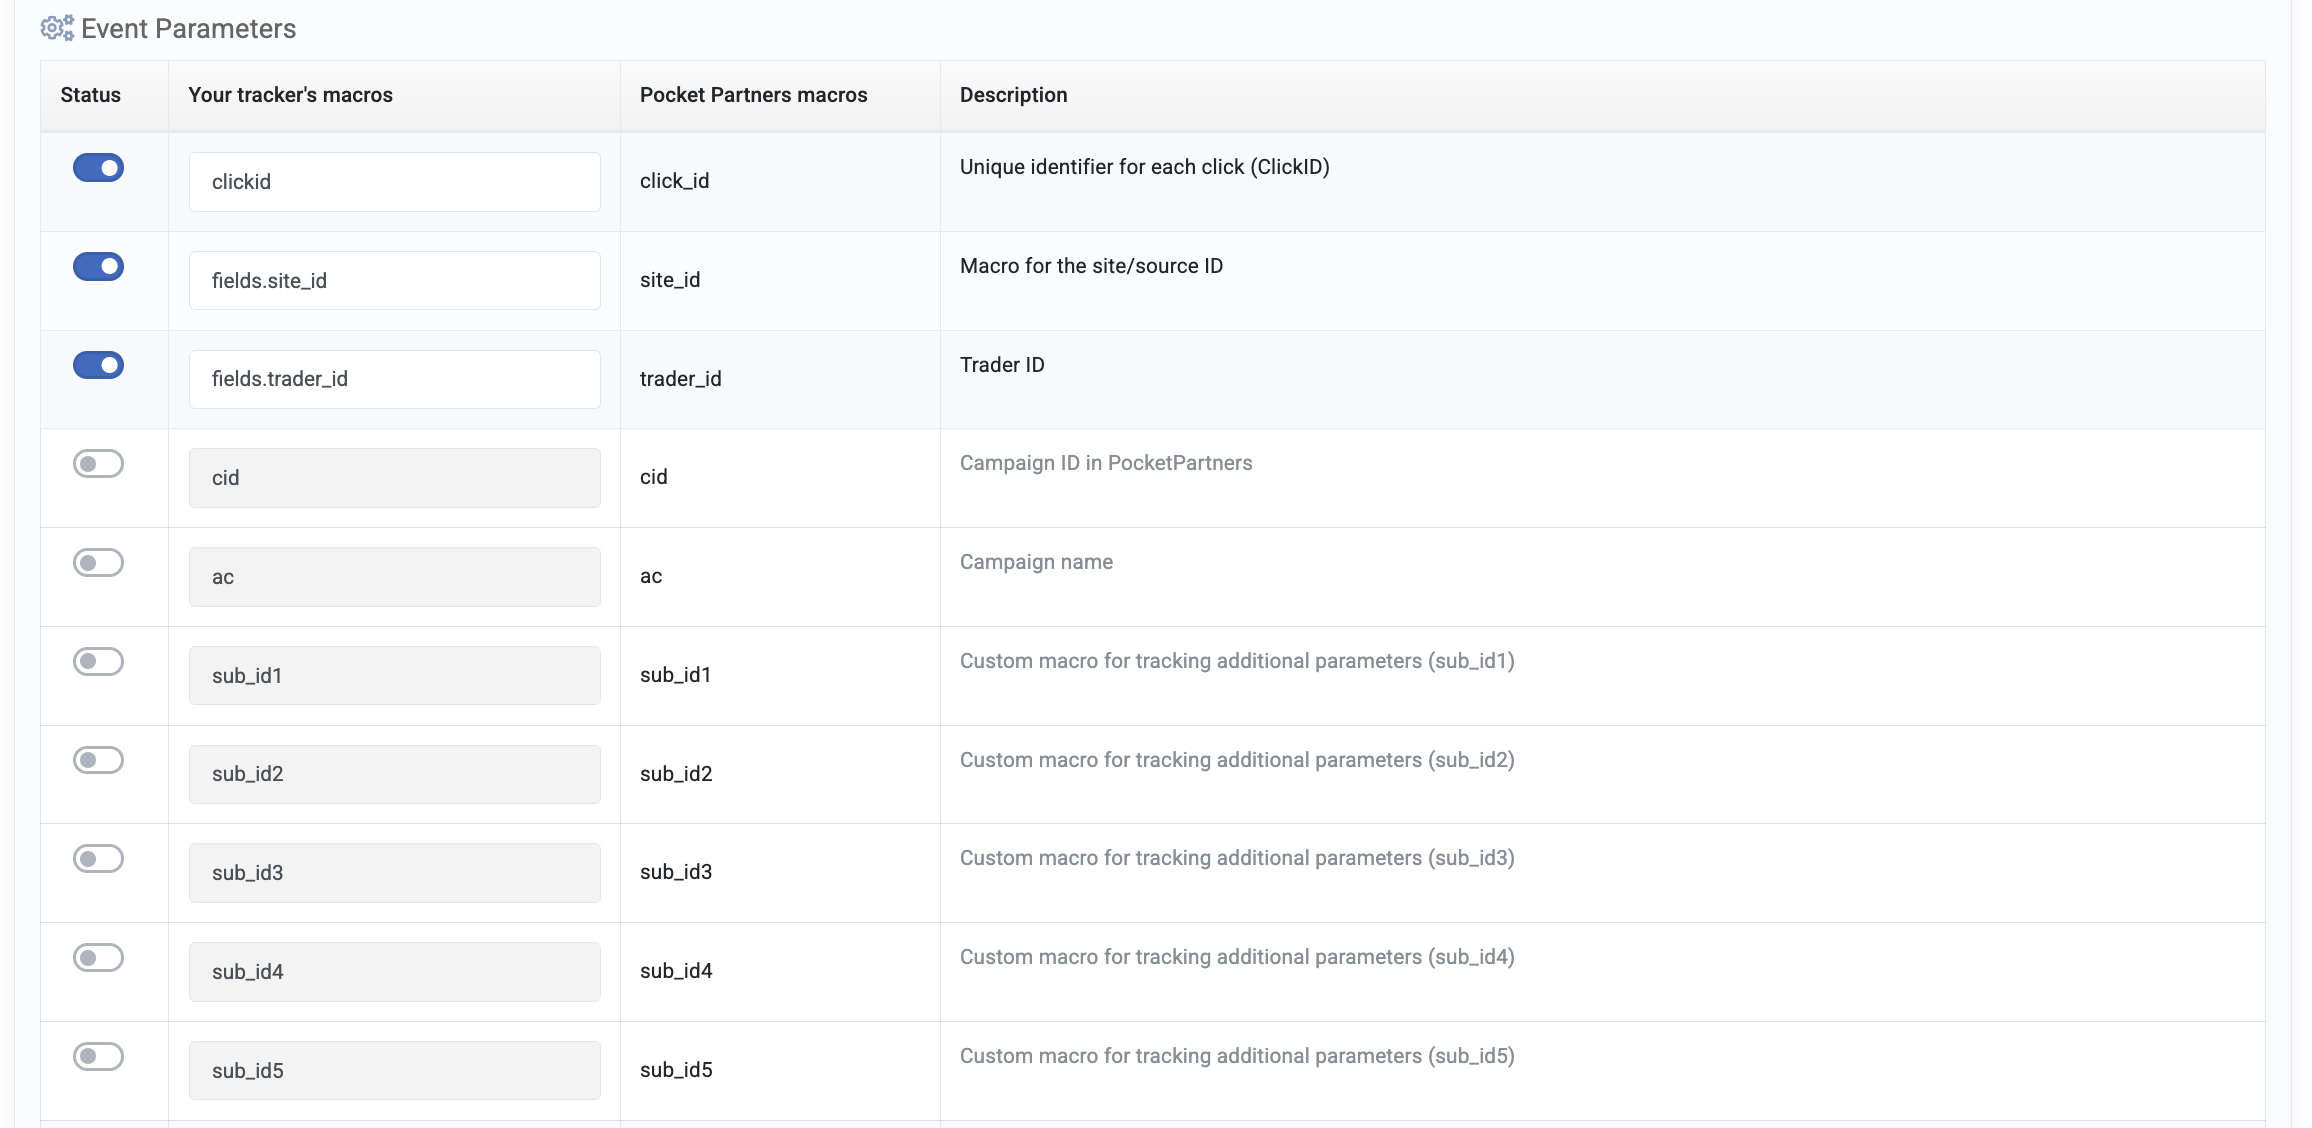 Event Parameters
Status Your tracker's macros Pocket Partners macros Description
clickid click_id Unique identifier for each click (ClickID)
fields.site_id site_id Macro for the site/source ID
fields.trader_id trader_id Trader ID
cid cid Campaign ID in PocketPartners
ac ac Campaign name
sub_id1 sub_id1 Custom macro for tracking additional parameters (sub_id1)
sub_id2 sub_id2 Custom macro for tracking additional parameters (sub_id2)
sub_id3 sub_id3 Custom macro for tracking additional parameters (sub_id3)
sub_id4 sub_id4 Custom macro for tracking additional parameters (sub_id4)
sub_id5 sub_id5 Custom macro for tracking additional parameters (sub_id5)